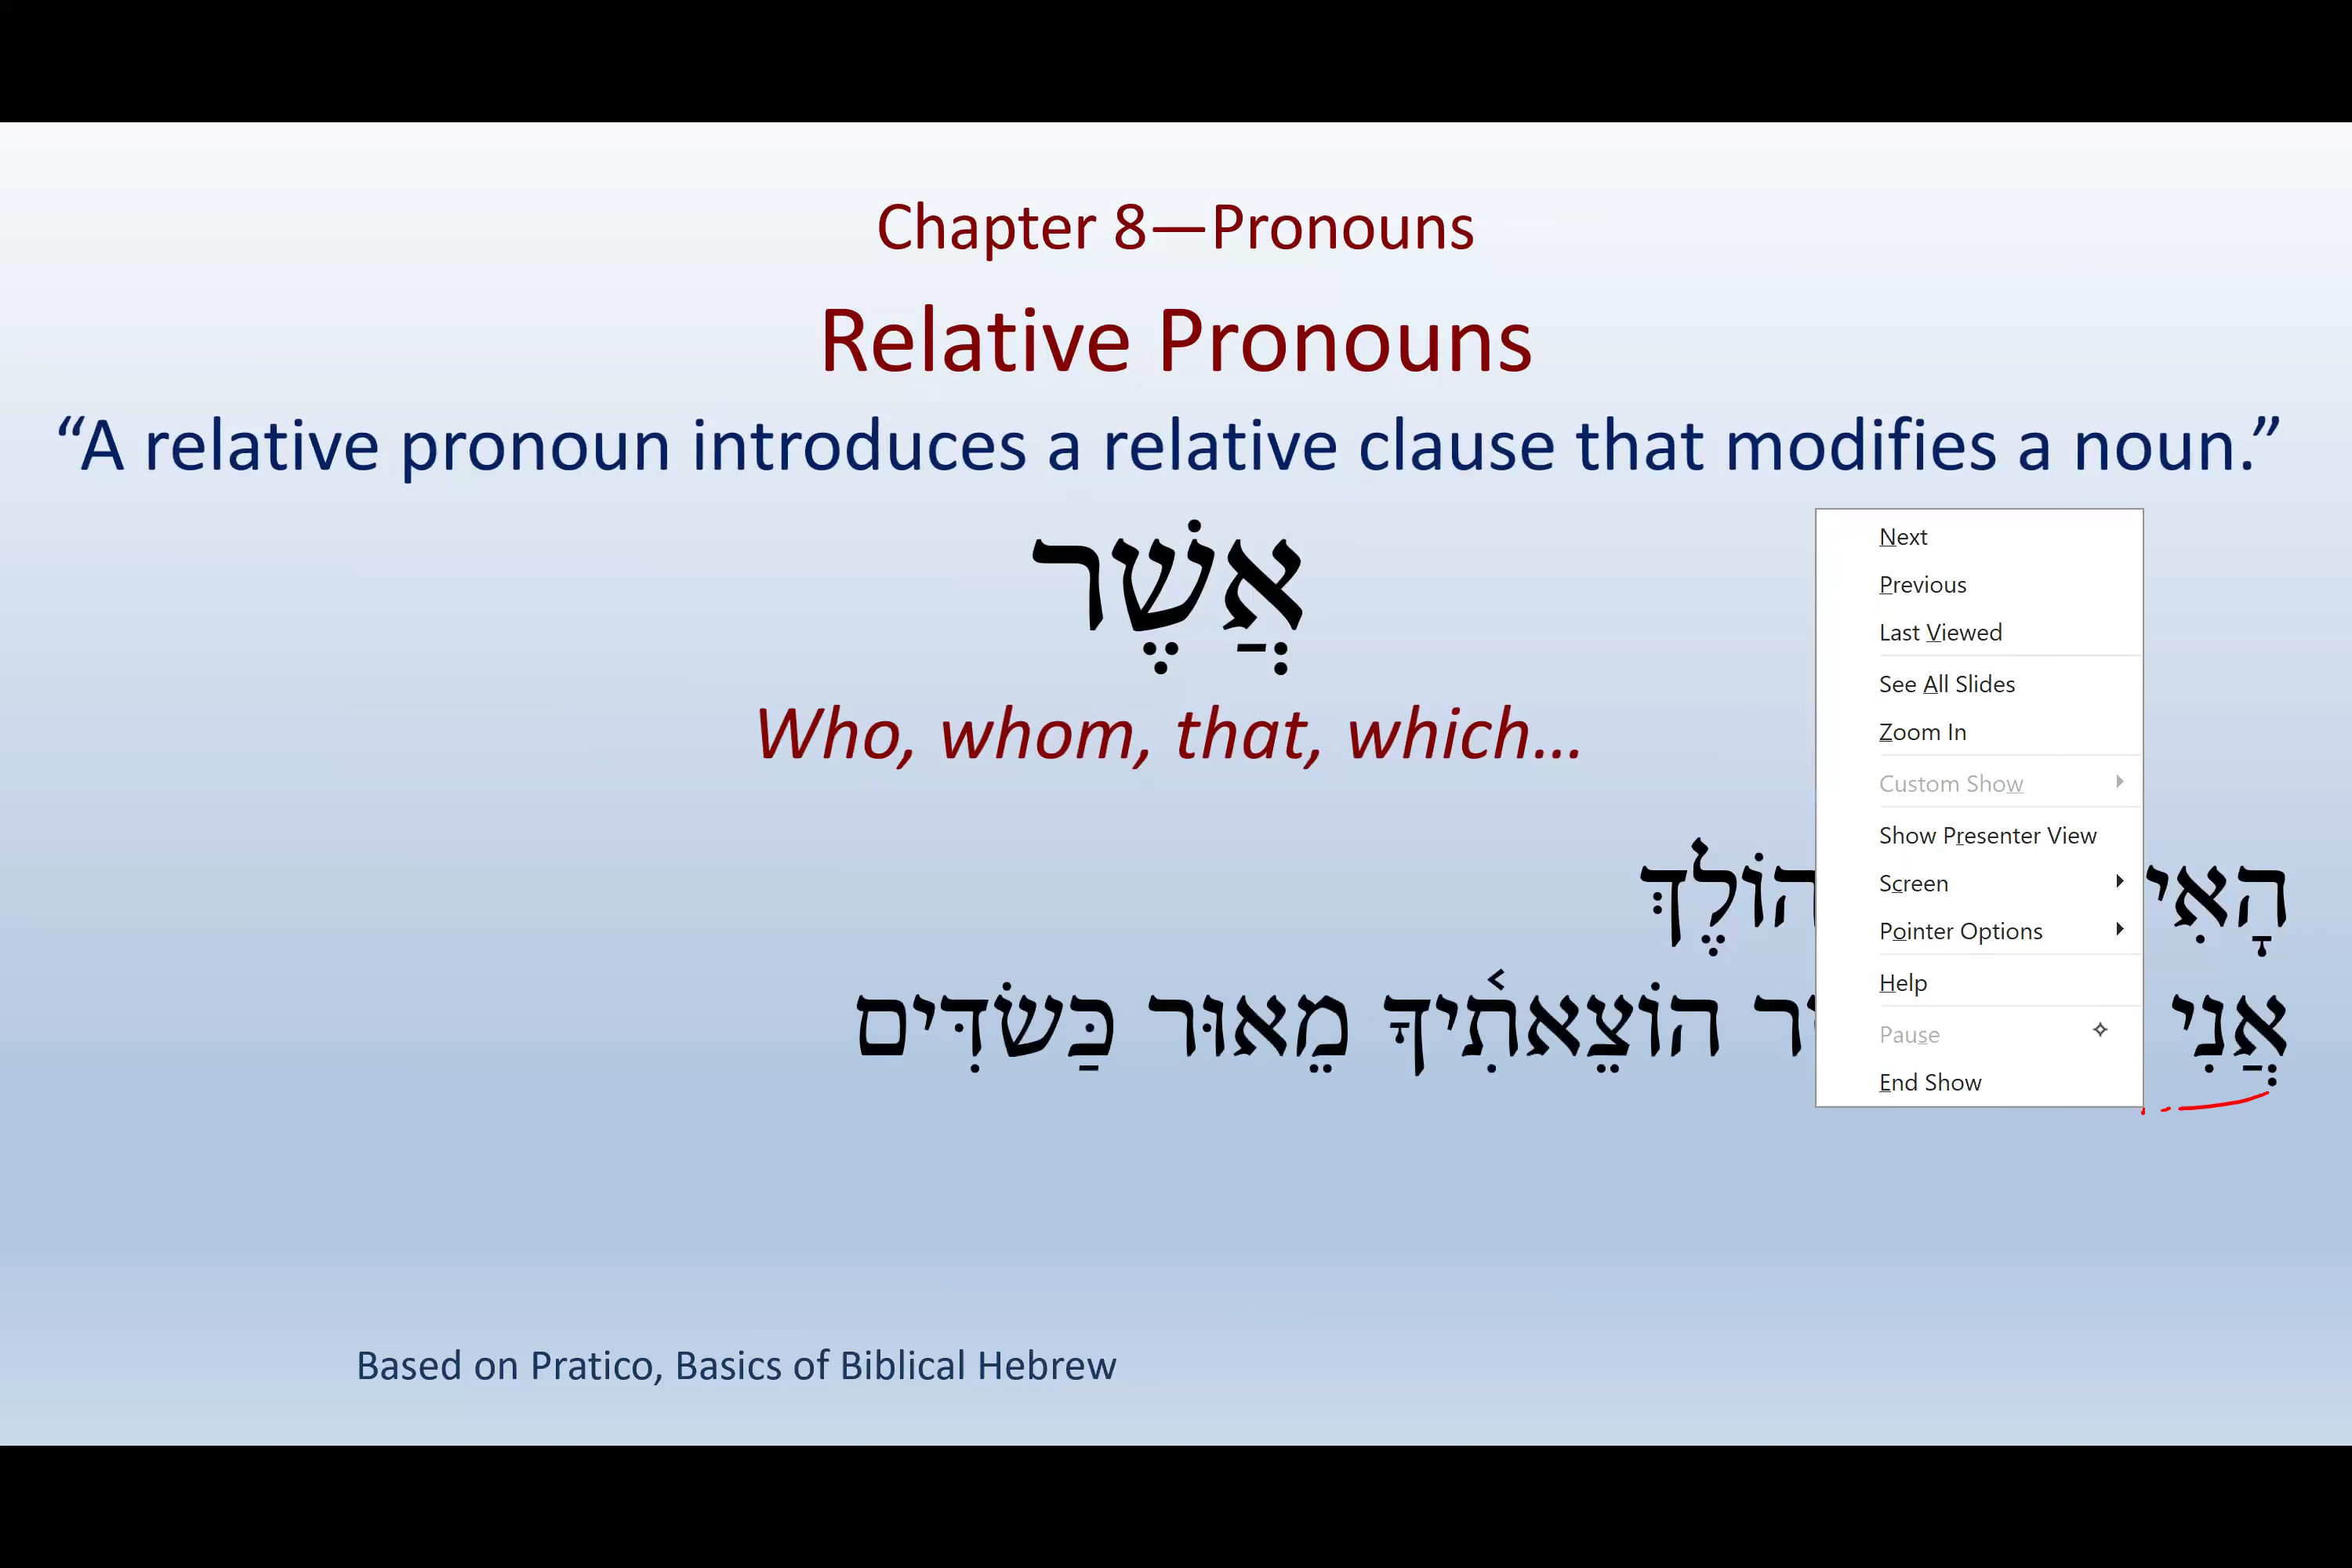 Chapter 8—Pronouns
Relative Pronouns
“A relative pronoun introduces a relative clause that modifies a noun.”
אֲשֶׁר
Who, whom, that, which...
Next
Previous
Last Viewed
See All Slides
Zoom In
Custom Show
Show Presenter View
Screen
Pointer Options
Help
Pause
End Show
הֹלֵךְ
אֲנִי הוֹצֵאתִ֫יךָ מֵאוּר כַּשְׂדִּים
Based on Pratico, Basics of Biblical Hebrew